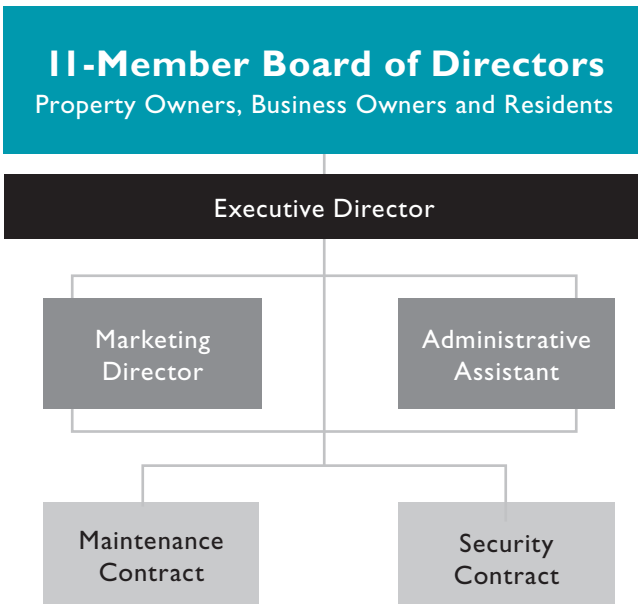 11-Member Board of Directors
Property Owners, Business Owners and Residents
Executive Director
Marketing
Director
Administrative
Assistant
Maintenance
Contract
Security
Contract